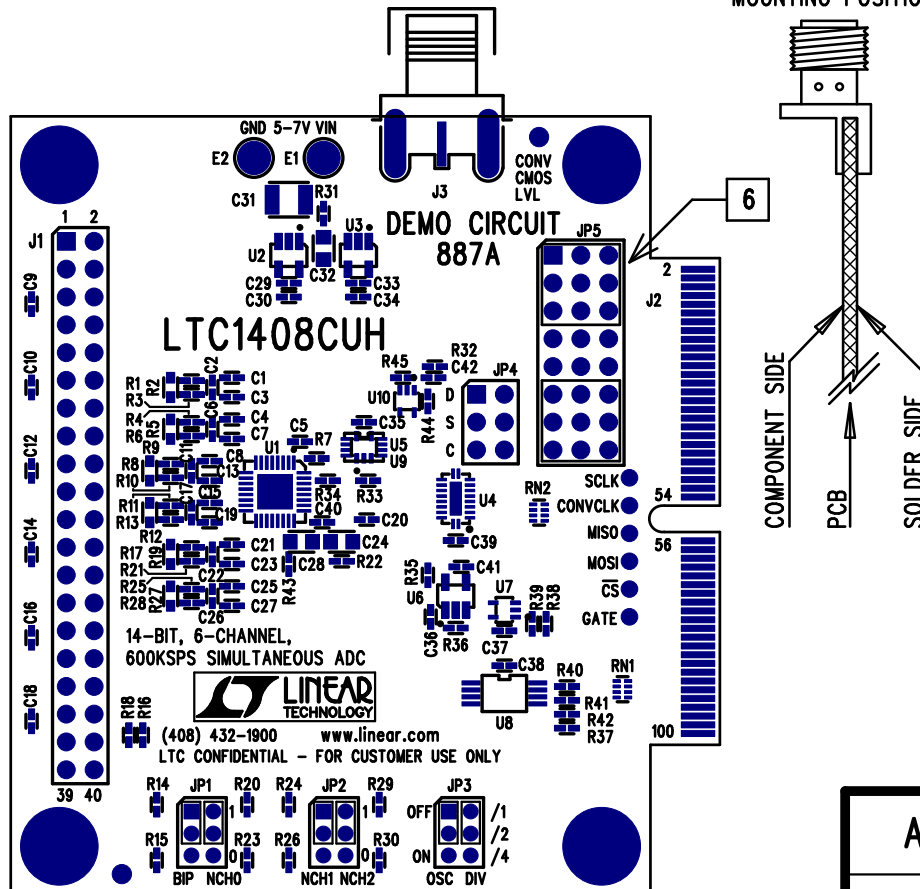 MOUNTING POSITIO
GND 5-7V VIN
E2
E1
CONV
CMOS
LVL
C31
R31
J3
6
1 2
J1
U3
U2
C32
DEMO CIRCUIT
887A
JP5
2
J2
C9
C29
C30
C33
C34
LTC1408CUH
C10
R1
R2
R3
C2
C1
C3
R45
R32
C42
JP4
U10
R44
D
S
C
R4
R5
R6
C6
C4
C7
C35
C5
R7
U5
U9
C12
R9
R8
R10
C11
C8
C13
U1
R34
R33
SCLK
R11
R13
C17
C15
C19
C40
C20
U4
RN2
CONVCLK
54
56
C14
R12
R17
R19
R21
C21
C23
C22
C28
C24
R22
R43
C39
MISO
MOSI
CS
GATE
R25
R28
R27
C25
C27
C26
R35
C41
U6
U7
R39
R38
C36
R36
C37
C16
14-BIT, 6-CHANNEL,
600KSPS SIMULTANEOUS ADC
LINEAR
TECHNOLOGY
C38
U8
R40
RN1
R41
R42
R37
100
C18
R18
R16
(408) 432-1900 www.linear.com
LTC CONFIDENTIAL - FOR CUSTOMER USE ONLY
39 40
R14
JP1
R20
R24
JP2
R29
JP3
1
1
OFF
/1
/2
R15
R23
R26
R30
0
0
ON
/4
BIP NCH0
NCH1 NCH2
OSC DIV
COMPONENT SIDE
PCB
SOLDER SIDE
A